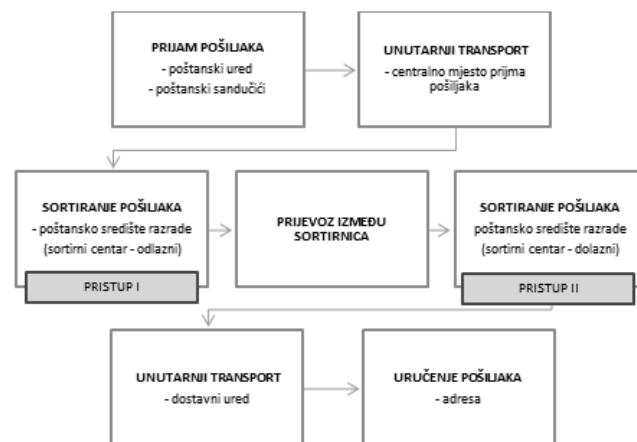 PRIJAM POŠILJAKA
- poštanski ured
- poštanski sandučići
UNUTARNJI TRANSPORT
- centralno mjesto prijma
pošiljaka
SORTIRANJE POŠILJAKA
- poštansko središte razrade
(sortirni centar - odlazni)
PRISTUP I
PRIJEVOZ IZMEĐU
SORTIRNICA
SORTIRANJE POŠILJAKA
poštansko središte razrade
(sortirni centar - dolazni)
PRISTUP II
UNUTARNJI TRANSPORT
- dostavni ured
URUČENJE POŠILJAKA
- adresa